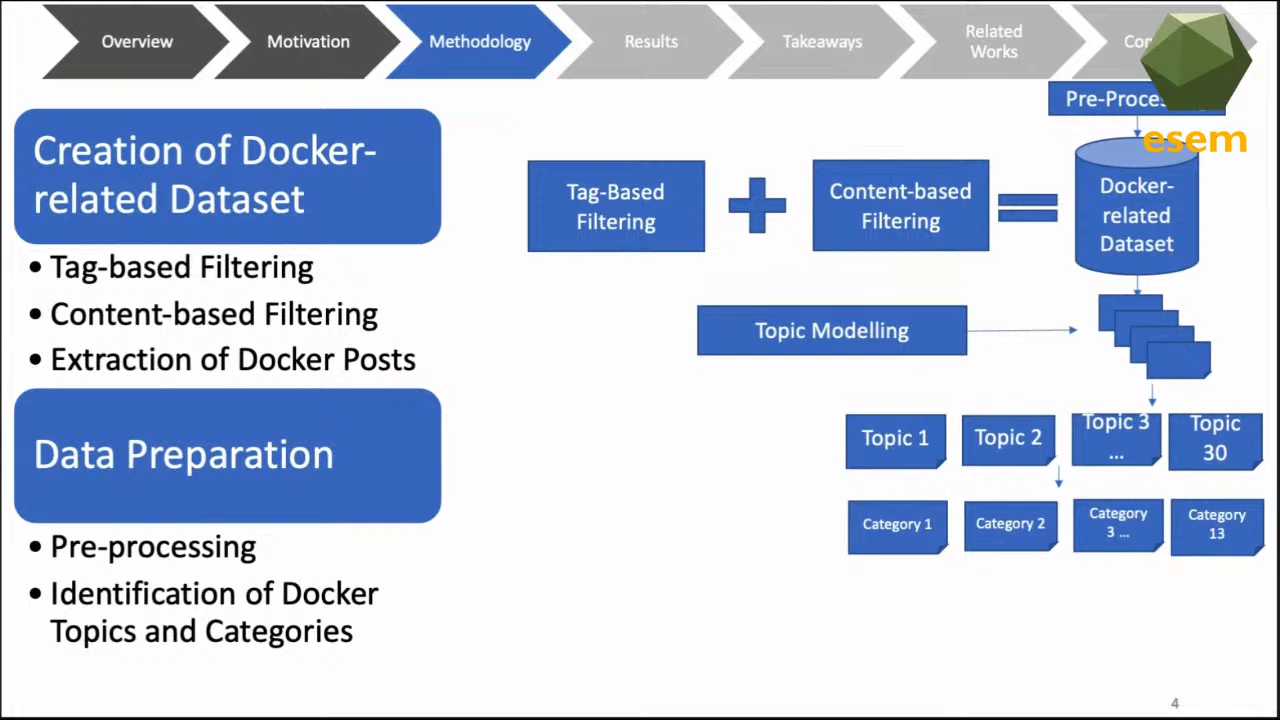 Overview
Motivation
Methodology
Results
Takeaways
Related
Works
Creation of Docker-
related Dataset
• Tag-based Filtering
• Content-based Filtering
• Extraction of Docker Posts
Data Preparation
• Pre-processing
• Identification of Docker
Topics and Categories
esem
Tag-Based
Filtering
Content-based
Filtering
Docker-
related
Dataset
Topic Modelling
Topic 1
Topic 2
Topic 3
...
Topic
30
Category 1
Category 2
Category
3 ...
Category
13
4